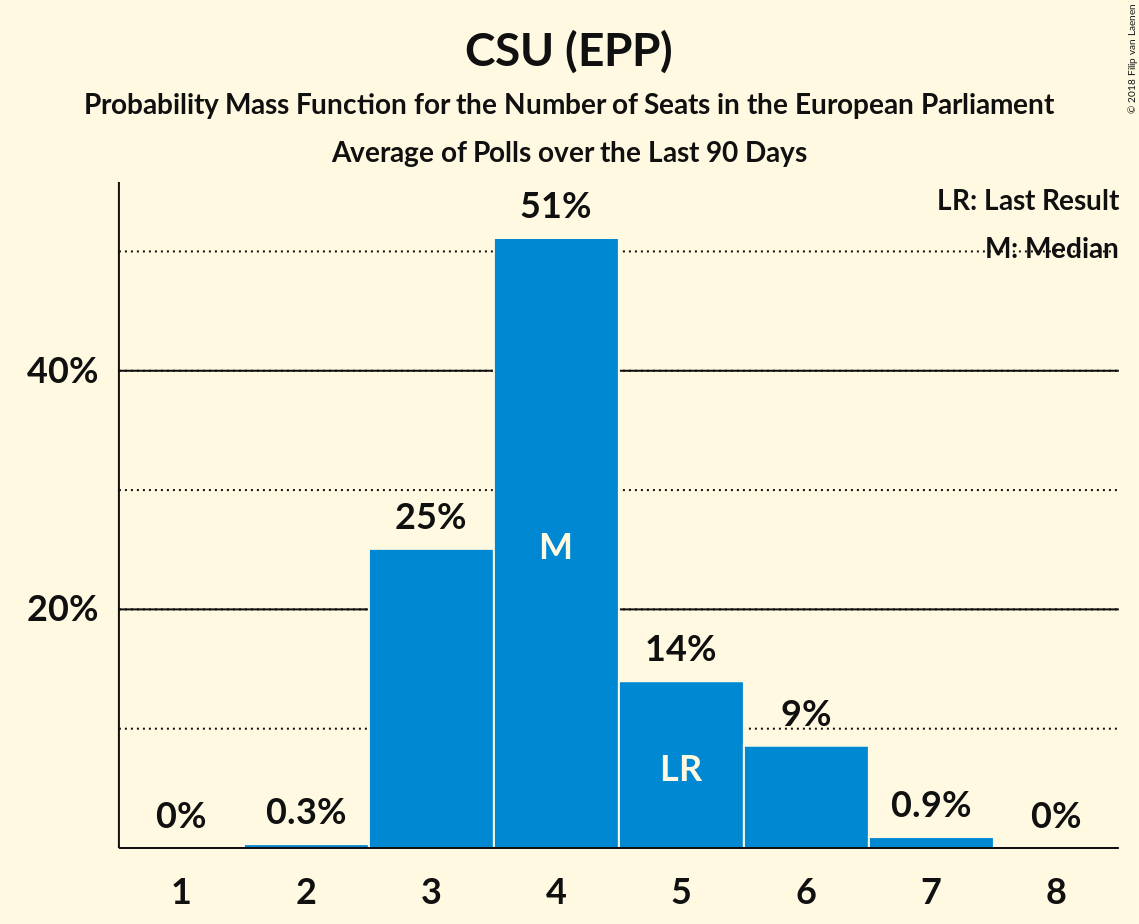 CSU (EPP)
Probability Mass Function for the Number of Seats in the European Parliament
Average of Polls over the Last 90 Days
© 2018 Filip van Laenen
LR: Last Result
M: Median
51%
40%
25%
M
20%
14%
9%
LR
0%
0.3%
0.9%
0%
1 2 3 4 5 6 7 8